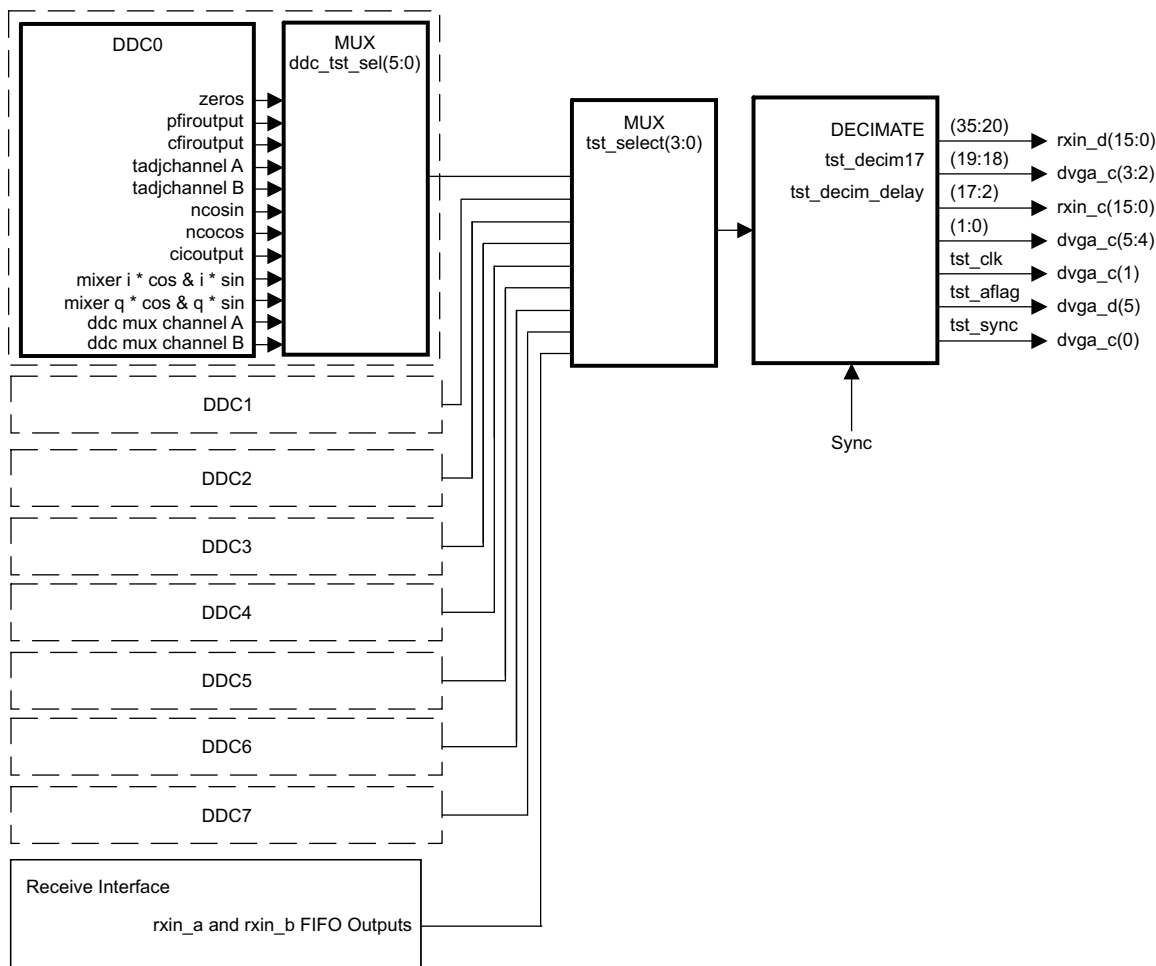 DDC0
zeros
pfiroutput
cfiroutput
tadjchannel A
tadjchannel B
ncosin
ncocos
cicoutput
mixer i * cos & i * sin
mixer q * cos & q * sin
ddc mux channel A
ddc mux channel B
MUX
ddc_tst_sel(5:0)
MUX
tst_select(3:0)
DECIMATE
tst_decim17
tst_decim_delay
(35:20)
rxin_d(15:0)
(19:18)
dvga_c(3:2)
(17:2)
rxin_c(15:0)
(1:0)
dvga_c(5:4)
tst_clk
dvga_c(1)
tst_aflag
dvga_d(5)
tst_sync
dvga_c(0)
Sync
DDC1
DDC2
DDC3
DDC4
DDC5
DDC6
DDC7
Receive Interface
rxin_a and rxin_b FIFO Outputs